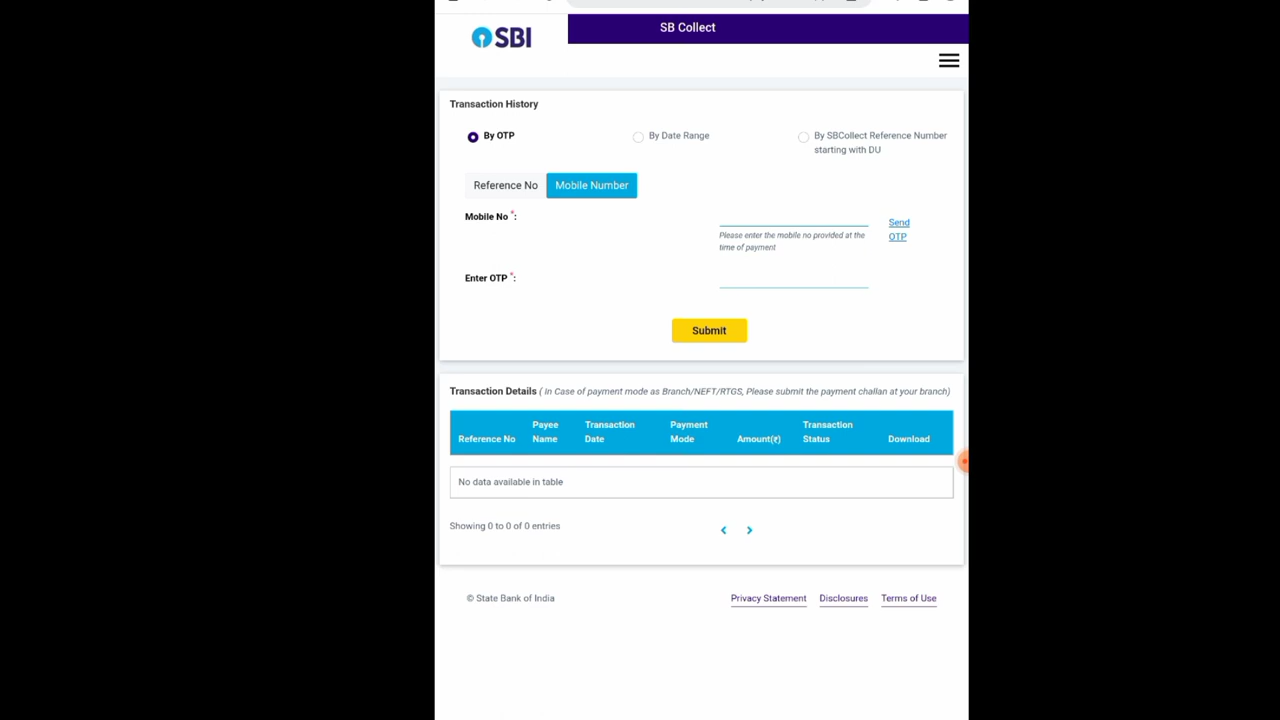 SBI
SB Collect
Transaction History
By OTP
By Date Range
By SBCollect Reference Number
starting with DU
Reference No
Mobile Number
Mobile No *:
Send
OTP
Please enter the mobile no provided at the
time of payment
Enter OTP *:
Submit
Transaction Details ( In Case of payment mode as Branch/NEFT/RTGS, Please submit the payment challan at your branch)
Reference No
Payee
Name
Transaction
Date
Payment
Mode
Amount(₹)
Transaction
Status
Download
No data available in table
Showing 0 to 0 of 0 entries
© State Bank of India
Privacy Statement
Disclosures
Terms of Use